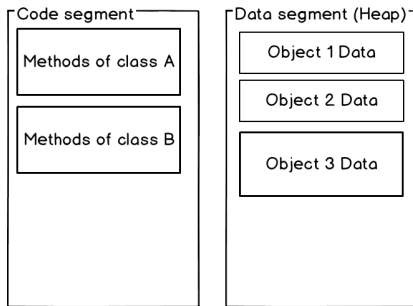 Code segment
Methods of class A
Methods of class B
Data segment (Heap)
Object 1 Data
Object 2 Data
Object 3 Data